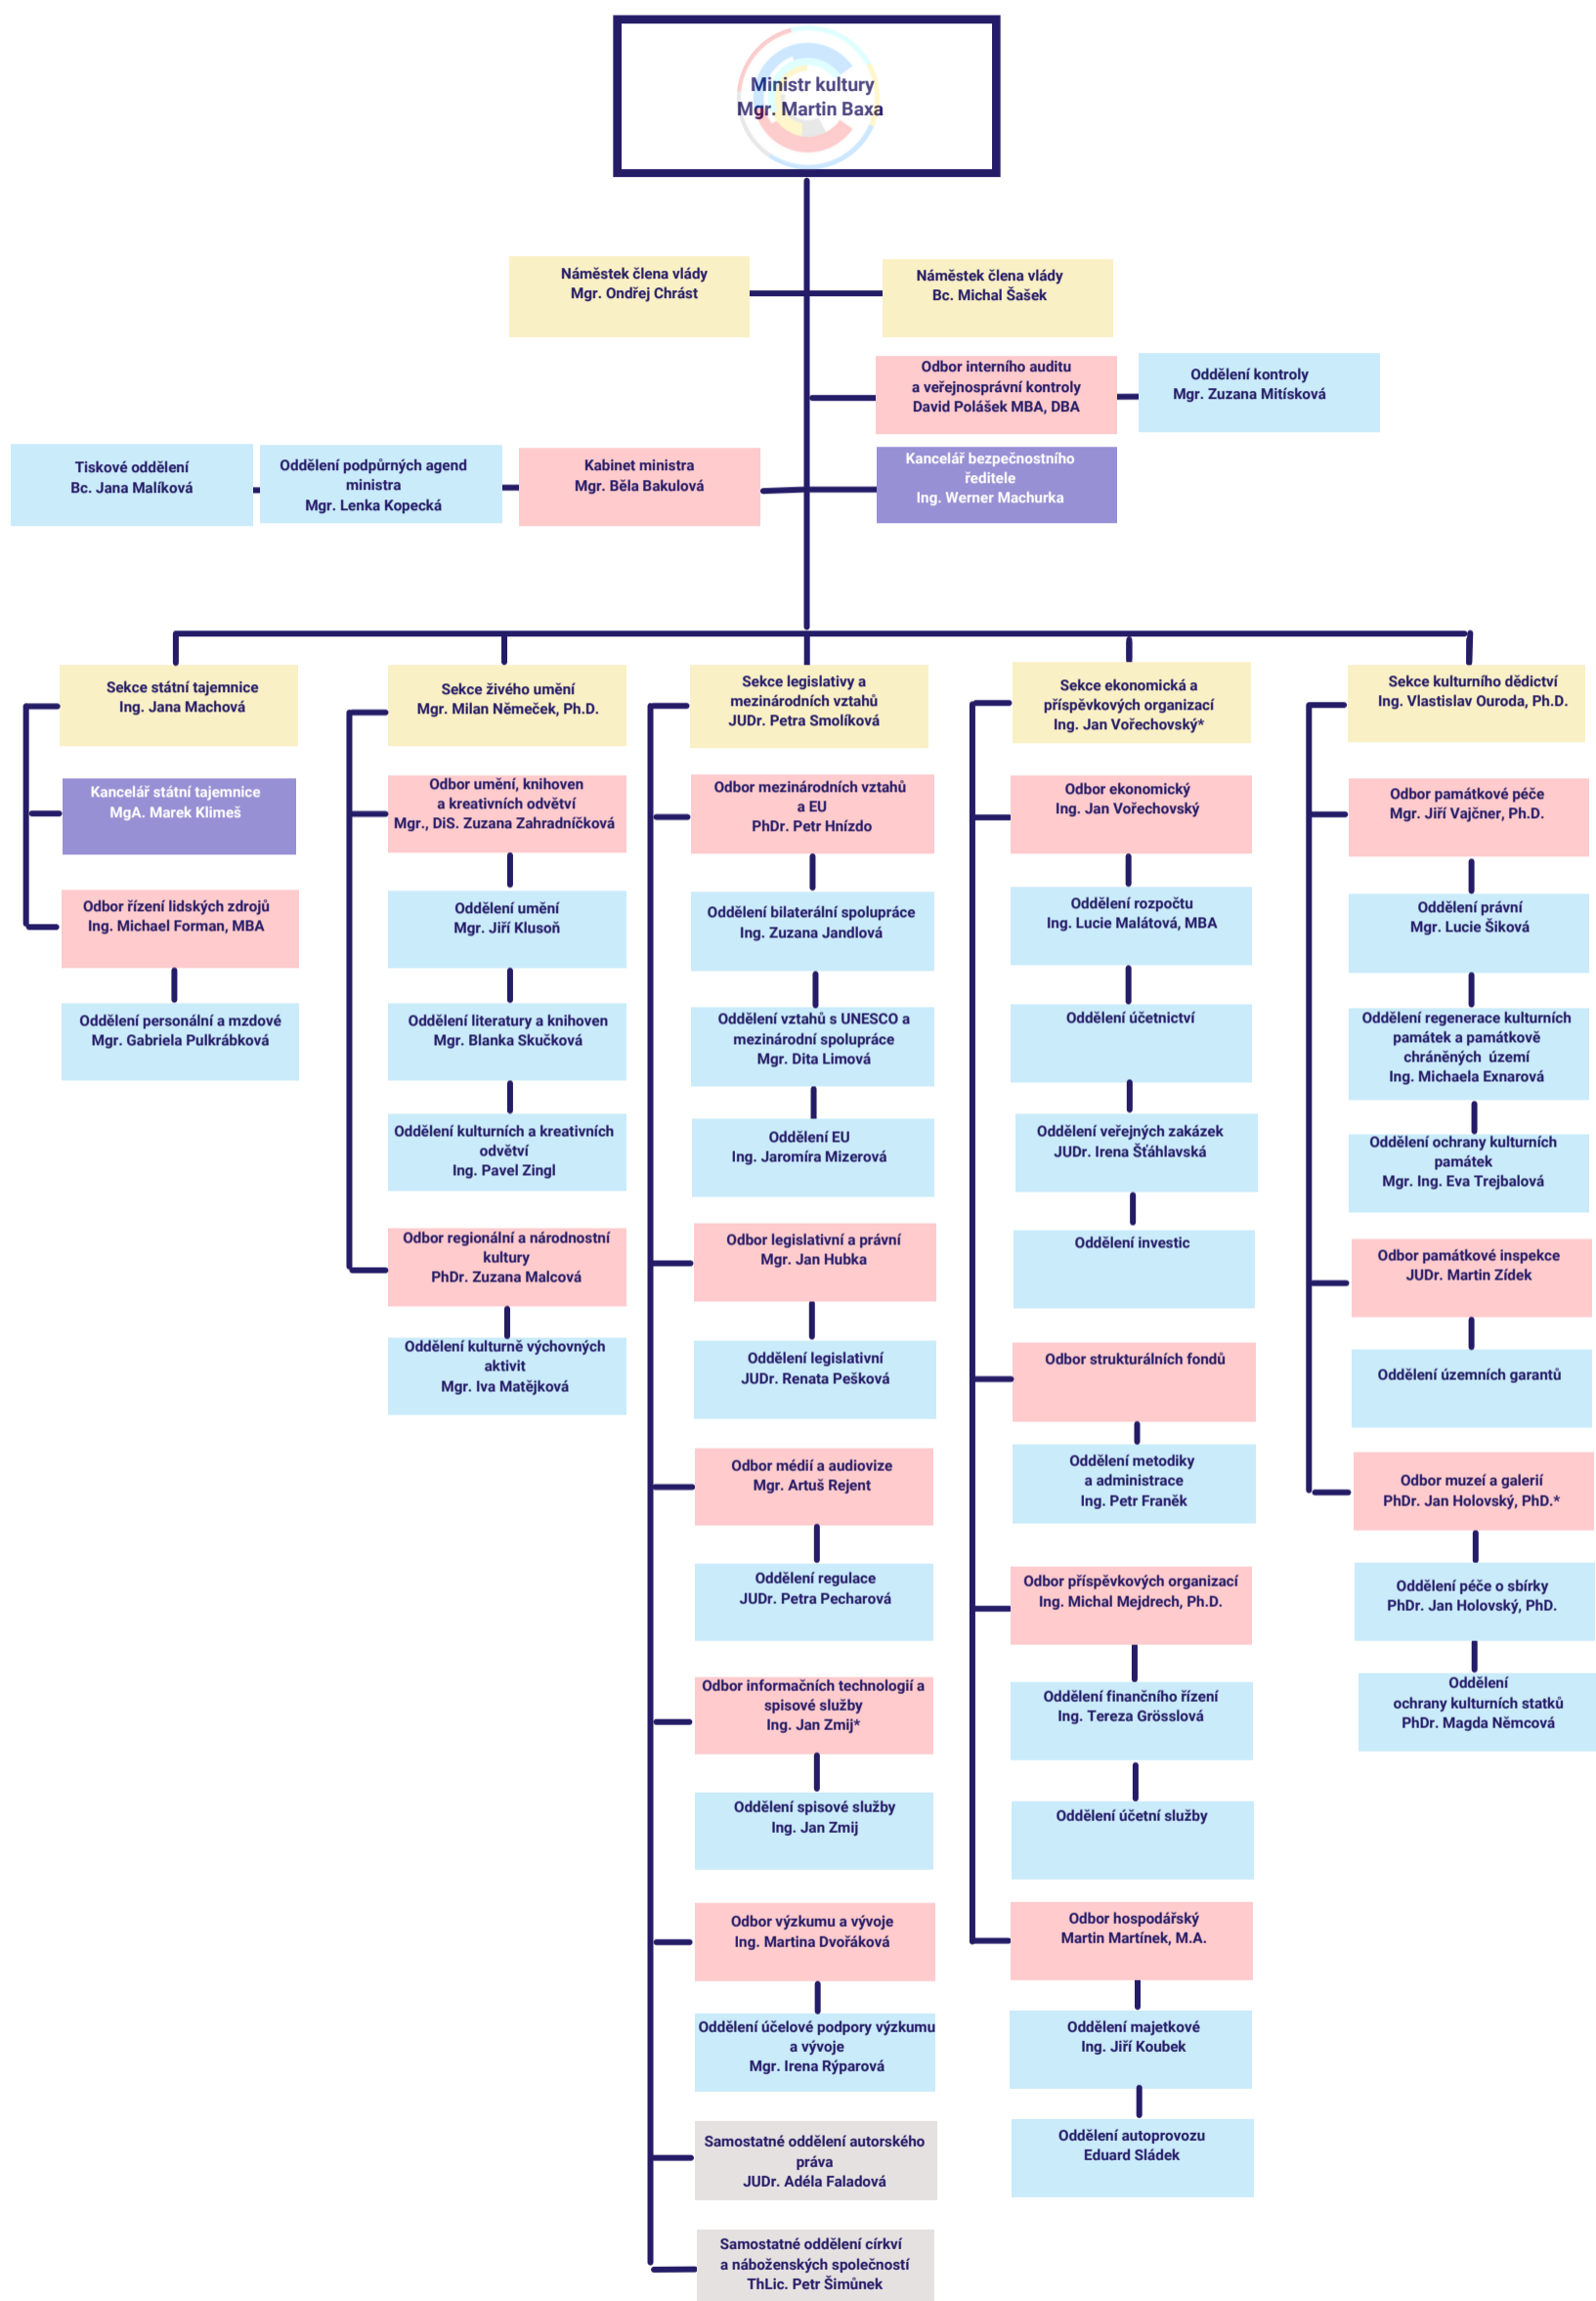 Ministr kultury
Mgr. Martin Baxa
Náměstek člena vlády
Mgr. Ondřej Chrást
Náměstek člena vlády
Bc. Michal Šašek
Odbor interního auditu
a veřejnosprávní kontroly
David Polášek MBA, DBA
Oddělení kontroly
Mgr. Zuzana Mitísková
Tiskové oddělení
Bc. Jana Malíková
Oddělení podpůrných agend
ministra
Mgr. Lenka Kopecká
Kabinet ministra
Mgr. Běla Bakulová
Kancelář bezpečnostního
ředitele
Ing. Werner Machurka
Sekce státní tajemnice
Ing. Jana Machová
Kancelář státní tajemnice
MgA. Marek Klimeš
Odbor řízení lidských zdrojů
Ing. Michael Forman, MBA
Oddělení personální a mzdové
Mgr. Gabriela Pulkrábková
Sekce živého umění
Mgr. Milan Němeček, Ph.D.
Odbor umění, knihoven
a kreativních odvětví
Mgr., DiS. Zuzana Zahradníčková
Oddělení umění
Mgr. Jiří Klusoň
Oddělení literatury a knihoven
Mgr. Blanka Skučková
Oddělení kulturních a kreativních
odvětví
Ing. Pavel Zingl
Odbor regionální a národnostní
kultury
PhDr. Zuzana Malcová
Oddělení kulturně výchovných
aktivit
Mgr. Iva Matějková
Sekce legislativy a
mezinárodních vztahů
JUDr. Petra Smolíková
Odbor mezinárodních vztahů
a EU
PhDr. Petr Hnízdo
Oddělení bilaterální spolupráce
Ing. Zuzana Jandlová
Oddělení vztahů s UNESCO a
mezinárodní spolupráce
Mgr. Dita Limová
Oddělení EU
Ing. Jaromíra Mizerová
Odbor legislativní a právní
Mgr. Jan Hubka
Oddělení legislativní
JUDr. Renata Pešková
Odbor médií a audiovize
Mgr. Artuš Rejent
Oddělení regulace
JUDr. Petra Pecharová
Odbor informačních technologií a
spisové služby
Ing. Jan Zmij*
Oddělení spisové služby
Ing. Jan Zmij
Odbor výzkumu a vývoje
Ing. Martina Dvořáková
Oddělení účelové podpory výzkumu
a vývoje
Mgr. Irena Rýparová
Samostatné oddělení autorského
práva
JUDr. Adéla Faladová
Samostatné oddělení církví
a náboženských společností
ThLic. Petr Šimůnek
Sekce ekonomická a
příspěvkových organizací
Ing. Jan Vořechovský*
Odbor ekonomický
Ing. Jan Vořechovský
Oddělení rozpočtu
Ing. Lucie Malátová, MBA
Oddělení účetnictví
Oddělení veřejných zakázek
JUDr. Irena Šťáhlavská
Oddělení investic
Odbor strukturálních fondů
Oddělení metodiky
a administrace
Ing. Petr Franěk
Odbor příspěvkových organizací
Ing. Michal Mejdrech, Ph.D.
Oddělení finančního řízení
Ing. Tereza Grösslová
Oddělení účetní služby
Odbor hospodářský
Martin Martínek, M.A.
Oddělení majetkové
Ing. Jiří Koubek
Oddělení autoprovozu
Eduard Sládek
Sekce kulturního dědictví
Ing. Vlastislav Ouroda, Ph.D.
Odbor památkové péče
Mgr. Jiří Vajčner, Ph.D.
Oddělení právní
Mgr. Lucie Šiková
Oddělení regenerace kulturních
památek a památkově
chráněných území
Ing. Michaela Exnarová
Oddělení ochrany kulturních
památek
Mgr. Ing. Eva Trejbalová
Odbor památkové inspekce
JUDr. Martin Zídek
Oddělení územních garantů
Odbor muzeí a galerií
PhDr. Jan Holovský, PhD.*
Oddělení péče o sbírky
PhDr. Jan Holovský, PhD.
Oddělení
ochrany kulturních statků
PhDr. Magda Němcová